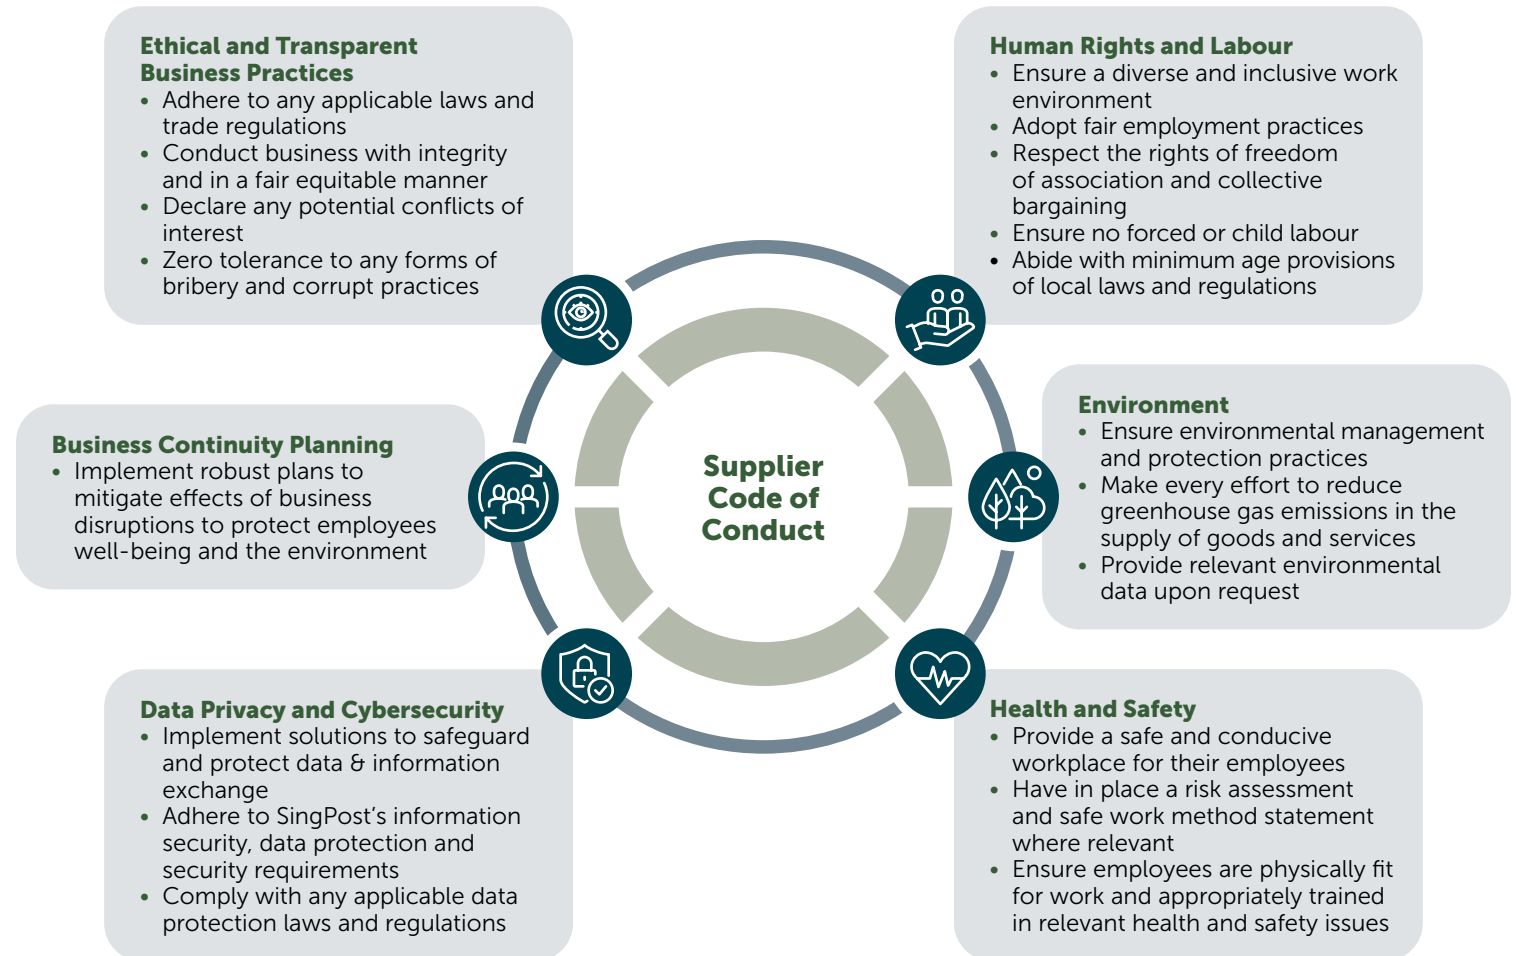 Ethical and Transparent
Business Practices
• Adhere to any applicable laws and
trade regulations
• Conduct business with integrity
and in a fair equitable manner
• Declare any potential conflicts of
interest
• Zero tolerance to any forms of
bribery and corrupt practices
Human Rights and Labour
• Ensure a diverse and inclusive work
environment
• Adopt fair employment practices
• Respect the rights of freedom
of association and collective
bargaining
• Ensure no forced or child labour
• Abide with minimum age provisions
of local laws and regulations
Business Continuity Planning
• Implement robust plans to
mitigate effects of business
disruptions to protect employees
well-being and the environment
Supplier
Code of
Conduct
Environment
• Ensure environmental management
and protection practices
• Make every effort to reduce
greenhouse gas emissions in the
supply of goods and services
• Provide relevant environmental
data upon request
Data Privacy and Cybersecurity
• Implement solutions to safeguard
and protect data & information
exchange
• Adhere to SingPost’s information
security, data protection and
security requirements
• Comply with any applicable data
protection laws and regulations
Health and Safety
• Provide a safe and conducive
workplace for their employees
• Have in place a risk assessment
and safe work method statement
where relevant
• Ensure employees are physically fit
for work and appropriately trained
in relevant health and safety issues